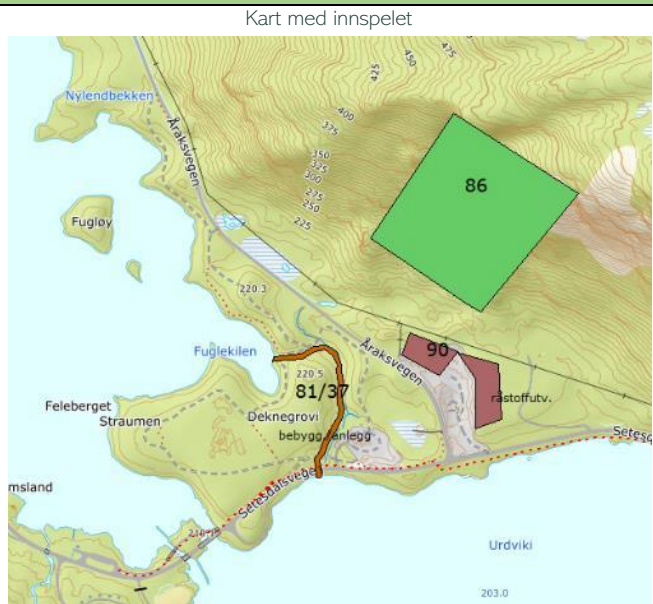 Kart med innspelet
475
450
425
Nylendbekken
Åraksvegen
400
375
350
325
300
275
250
225
86
Fugløy
220.3
Fuglekilen
Åraksvegen
90
220.5
81/37
råstoffutv.
Feleberget
Straumen
Deknegrovi
bebygg./anlegg
Setesdalsvegen
msland
Urdviki
203.0